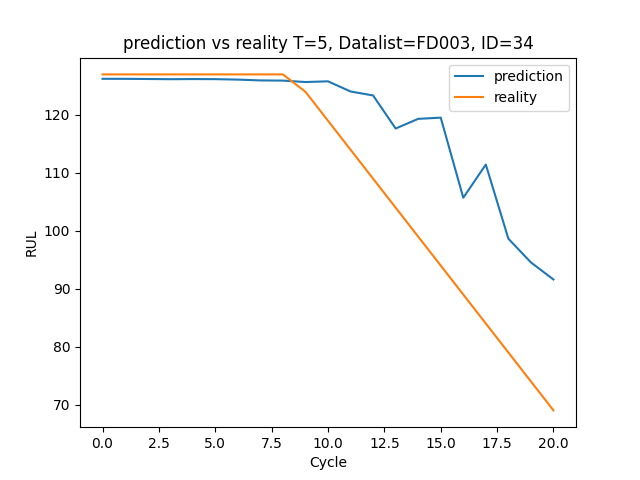 prediction vs reality T=5, Datalist=FD003, ID=34
prediction
reality
120
110
100
90
80
70
RUL
0.0 2.5 5.0 7.5 10.0 12.5 15.0 17.5 20.0
Cycle